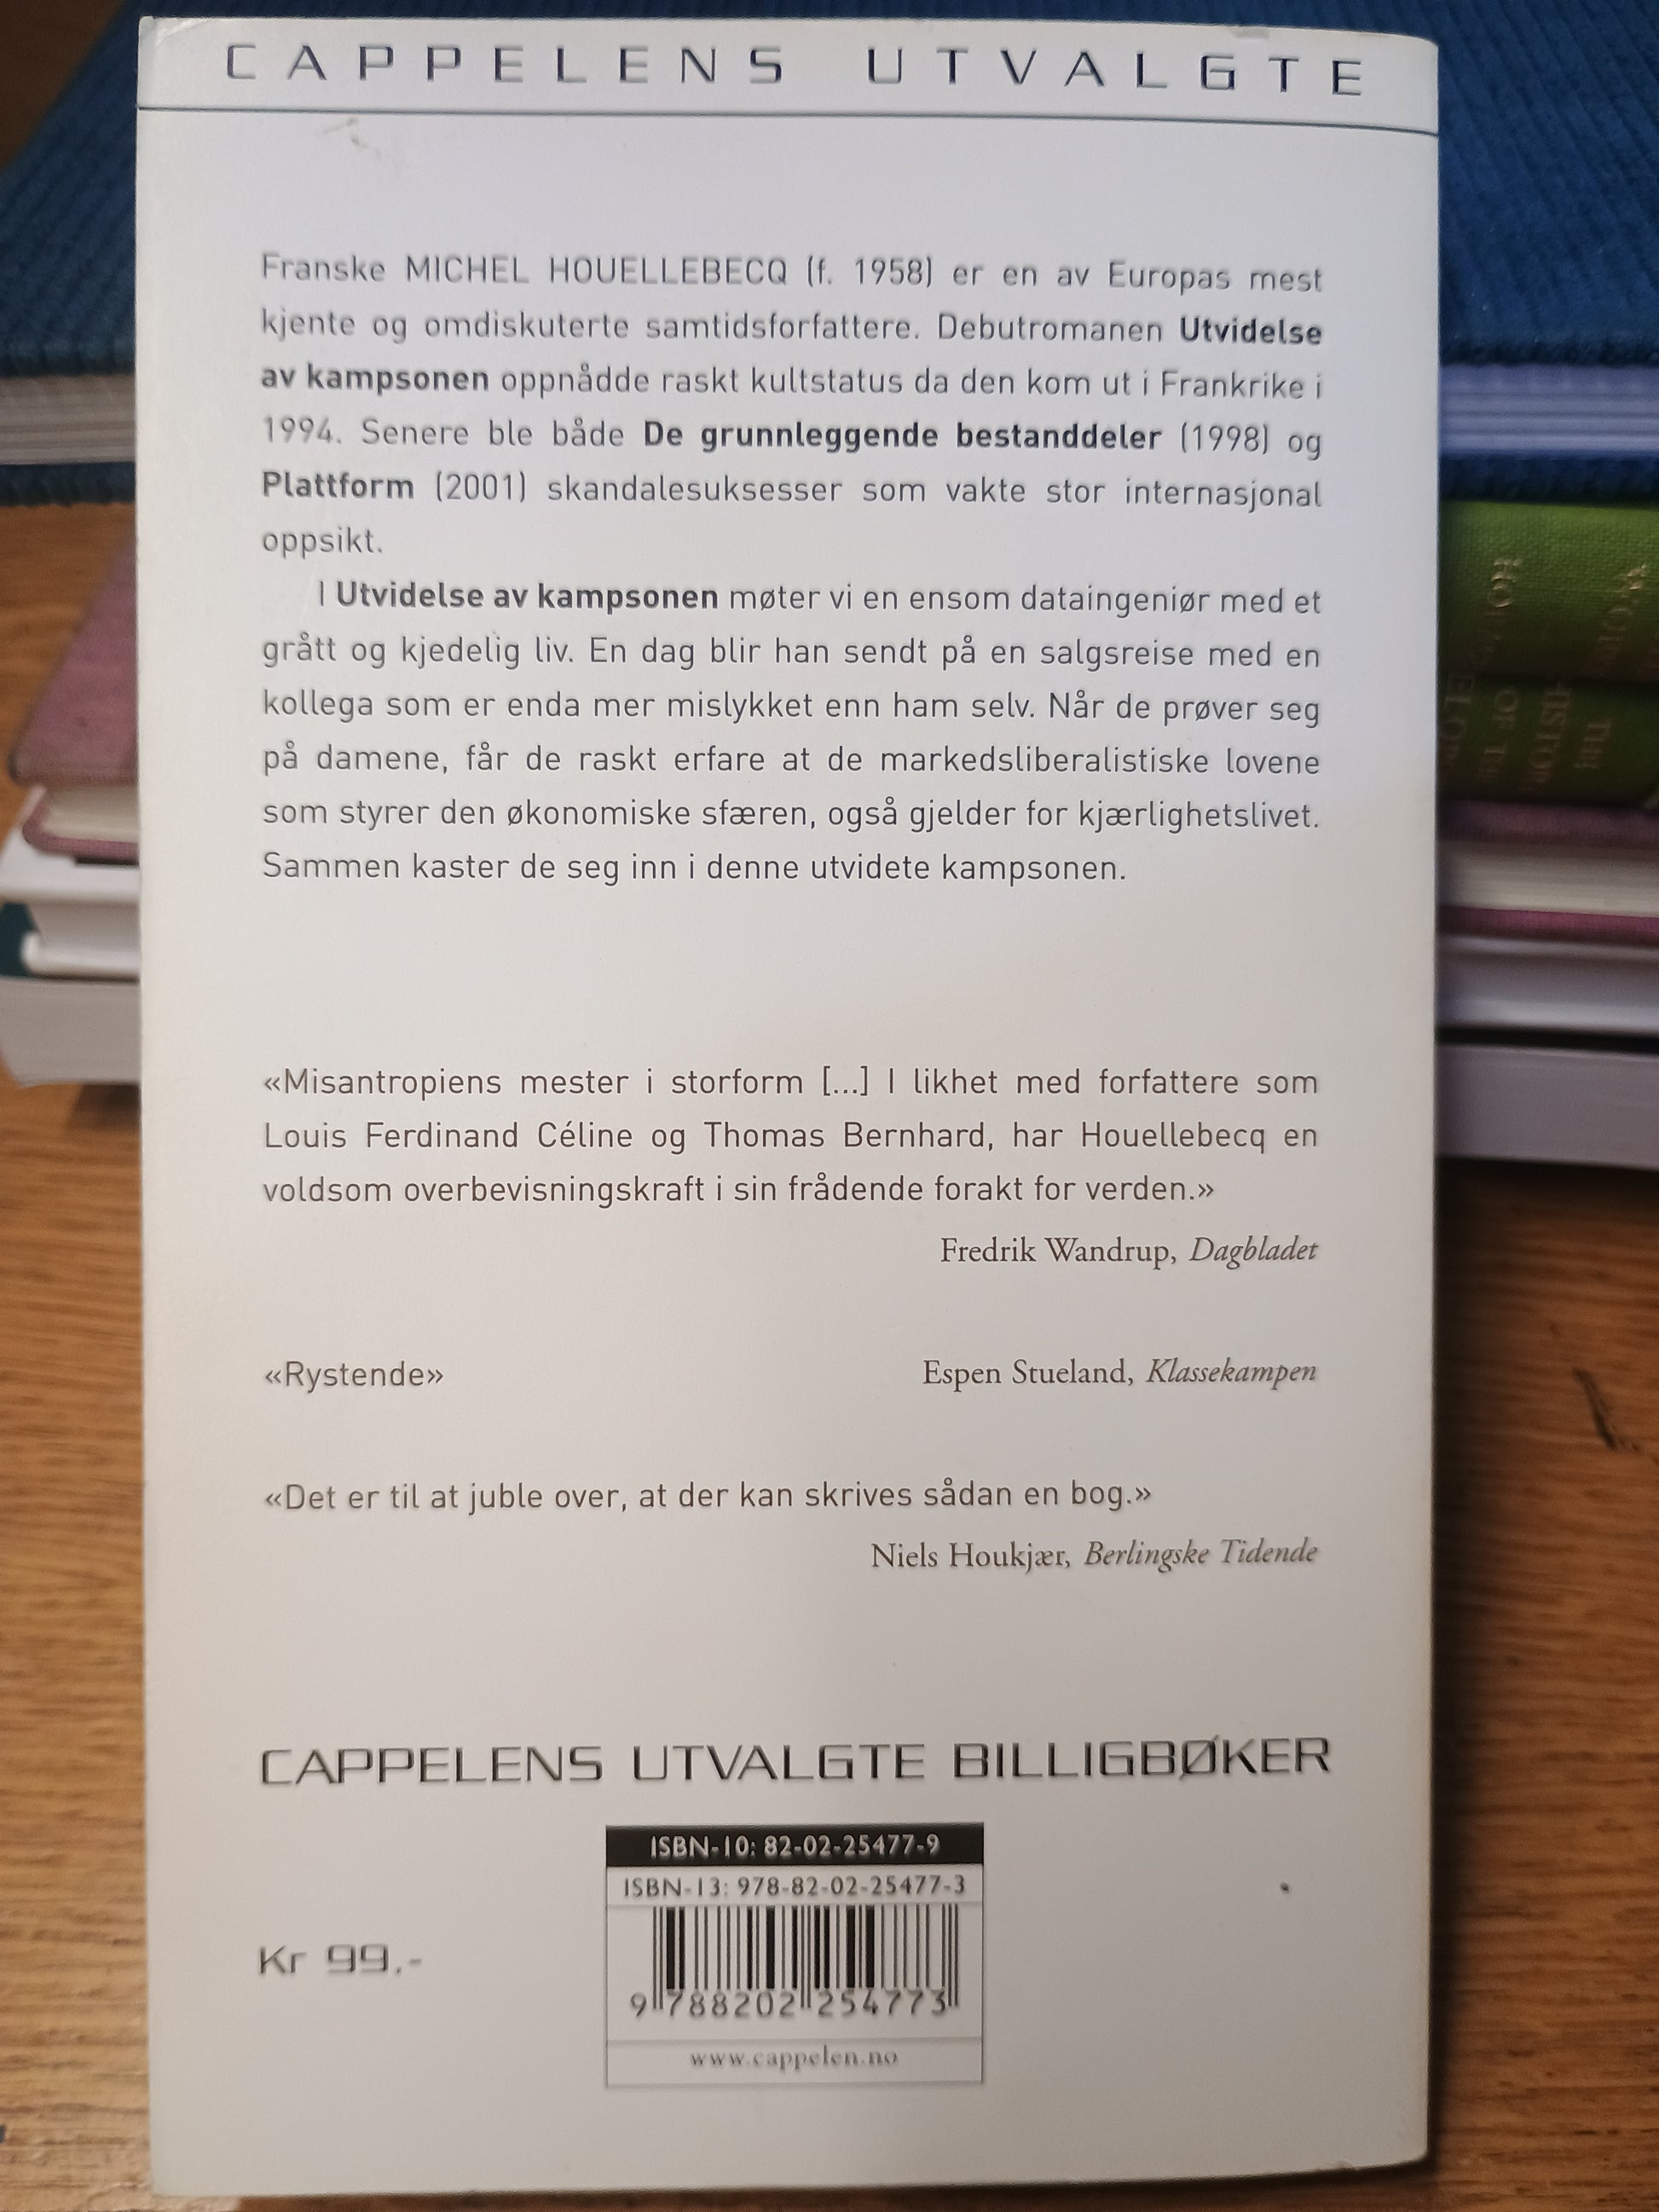 CAPPELENS UTVALGTE
Franske MICHEL HOUELLEBECQ (f. 1958) er en av Europas mest
kjente og omdiskuterte samtidsforfattere. Debutromanen Utvidelse
av kampsonen oppnådde raskt kultstatus da den kom ut i Frankrike i
1994. Senere ble både De grunnleggende bestanddeler (1998) og
Plattform (2001) skandalesuksesser som vakte stor internasjonal
oppsikt.
I Utvidelse av kampsonen møter vi en ensom dataingeniør med et
grått og kjedelig liv. En dag blir han sendt på en salgsreise med en
kollega som er enda mer mislykket enn ham selv. Når de prøver seg
på damene, får de raskt erfare at de markedsliberalistiske lovene
som styrer den økonomiske sfæren, også gjelder for kjærlighetslivet.
Sammen kaster de seg inn i denne utvidete kampsonen.
«Misantropiens mester i storform [...] I likhet med forfattere som
Louis Ferdinand Céline og Thomas Bernhard, har Houellebecq en
voldsom overbevisningskraft i sin frådende forakt for verden.»
Fredrik Wandrup, Dagbladet
«Rystende» Espen Stueland, Klassekampen
«Det er til at juble over, at der kan skrives sådan en bog.»
Niels Houkjær, Berlingske Tidende
CAPPELENS UTVALGTE BILLIGBØKER
ISBN-10: 82-02-25477-9
ISBN-13: 978-82-02-25477-3
Kr 99.-
9 788202 254773
www.cappelen.no